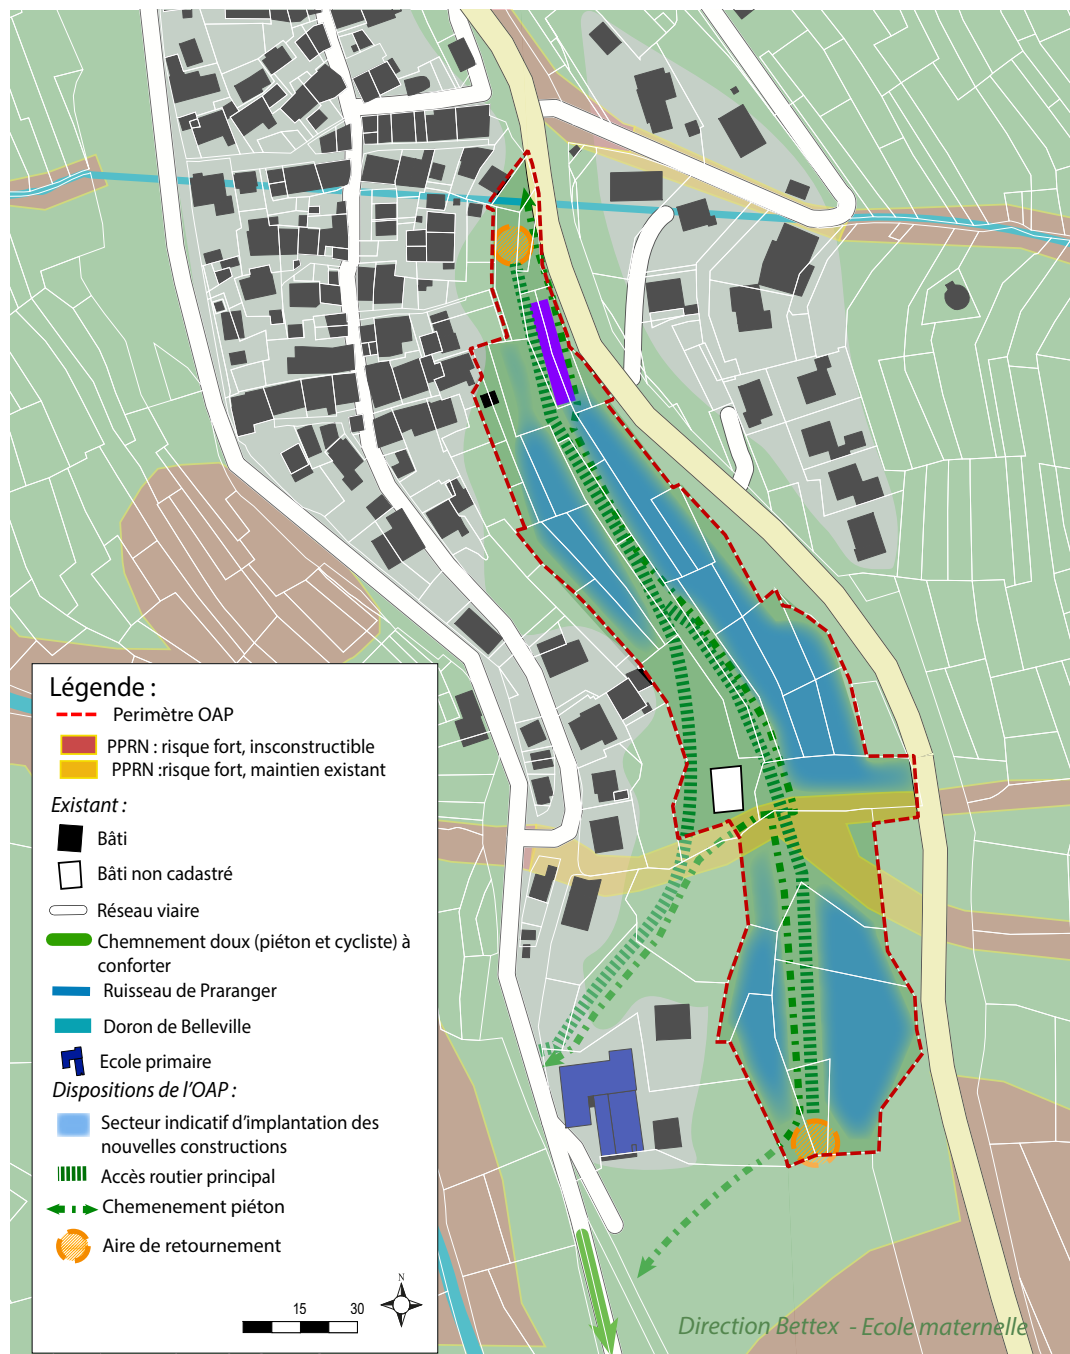 Légende :
Perimètre OAP
PPRN : risque fort, insconstructible
PPRN :risque fort, maintien existant
Existant :
Bâti
Bâti non cadastré
Réseau viaire
Chemnement doux (piéton et cycliste) à
conforter
Ruisseau de Praranger
Doron de Belleville
Ecole primaire
Dispositions de l'OAP :
Secteur indicatif d'implantation des
nouvelles constructions
Accès routier principal
Chemenement piéton
Aire de retournement
N
15 30
Direction Bettex - Ecole maternelle